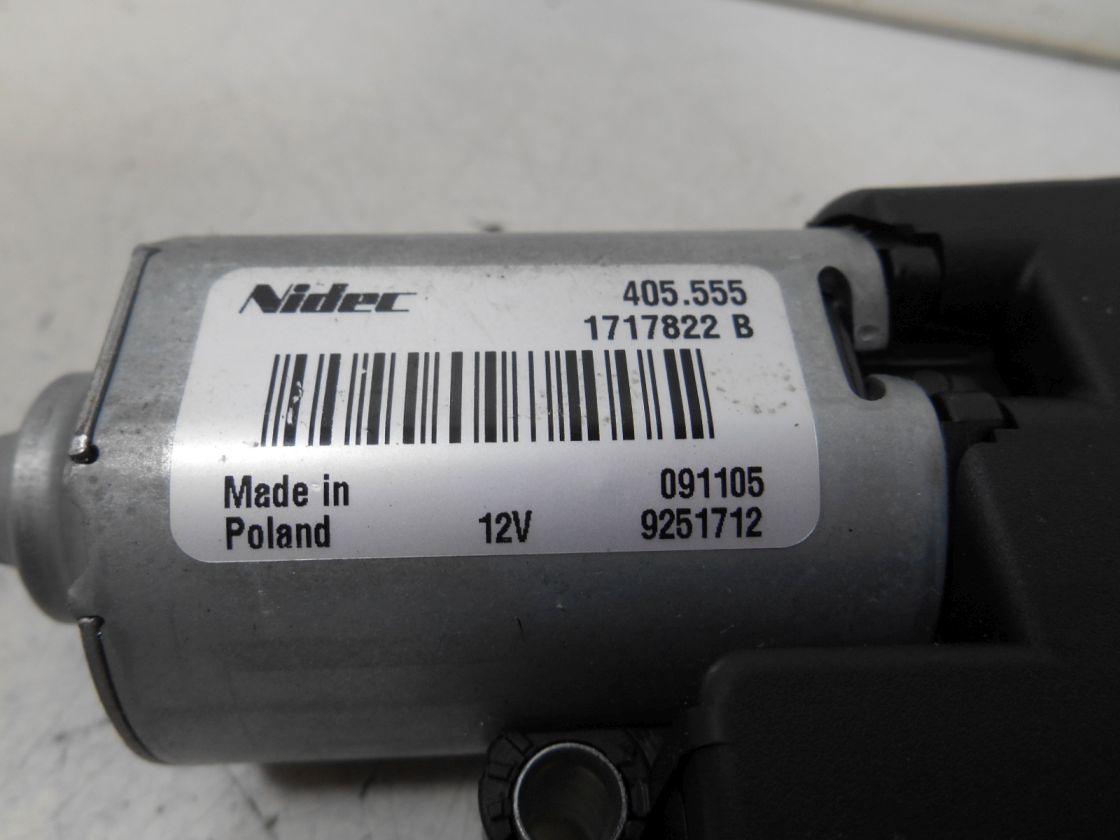 Nidec 405.555
1717822 B
Made in 091105
Poland 12V 9251712